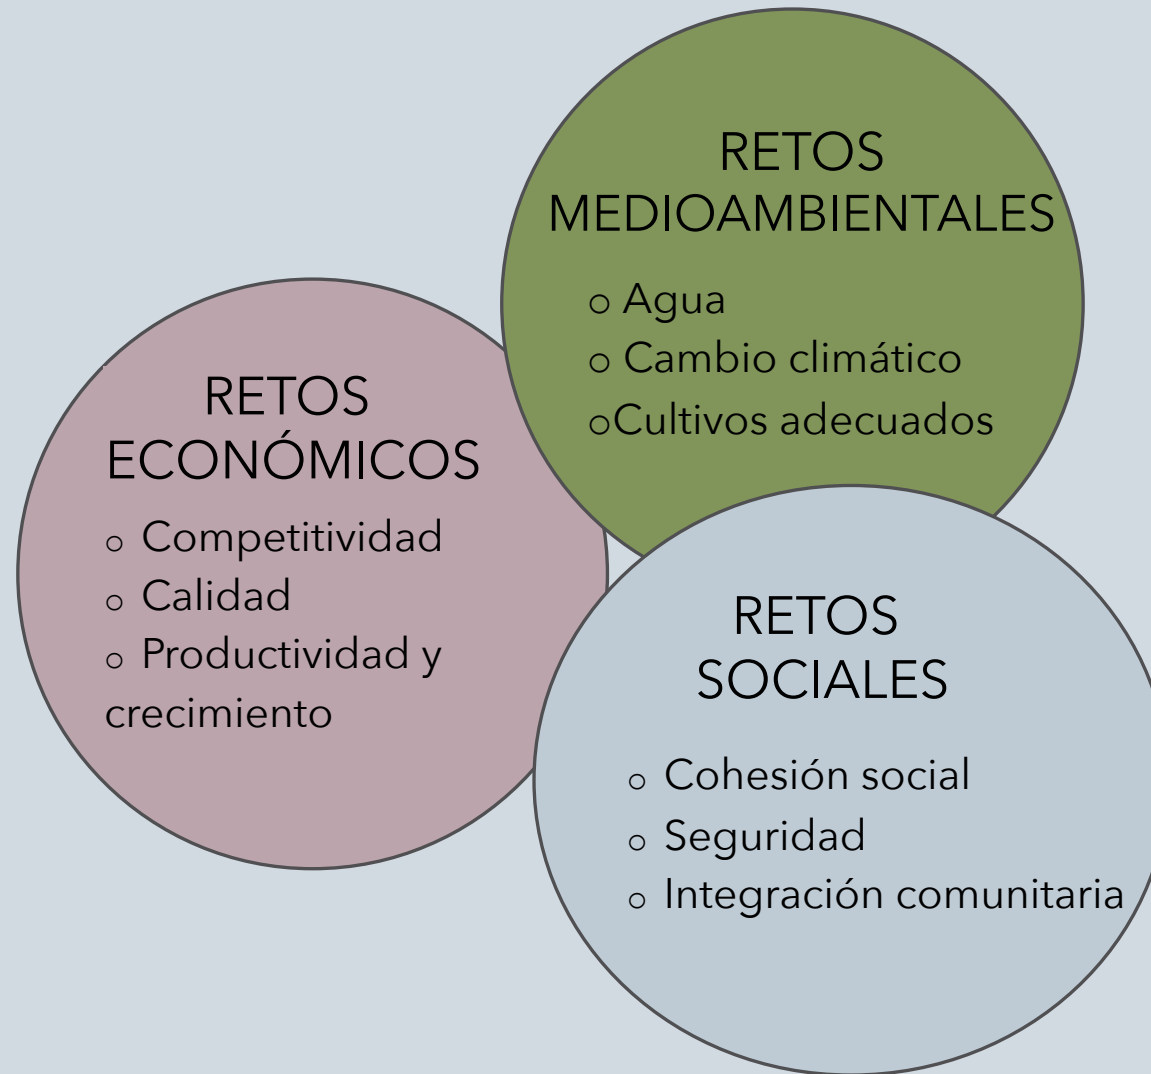 RETOS
MEDIOAMBIENTALES
o Agua
o Cambio climático
oCultivos adecuados
RETOS
ECONÓMICOS
o Competitividad
o Calidad
o Productividad y
crecimiento
RETOS
SOCIALES
o Cohesión social
o Seguridad
o Integración comunitaria